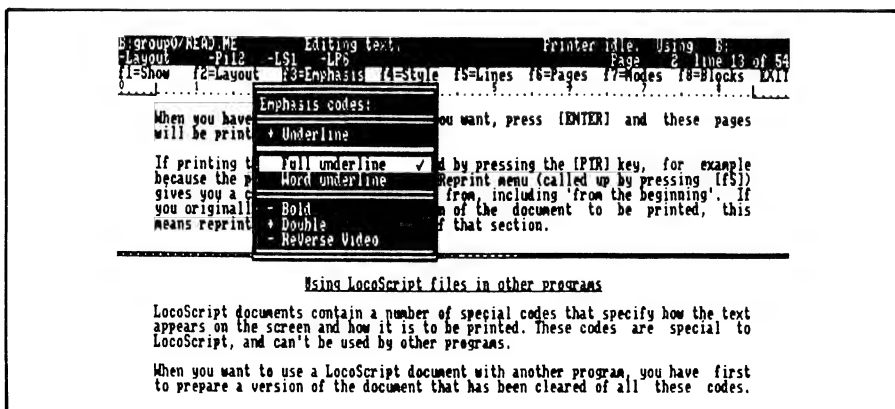 B:group0/READ.ME Editing text. Printer idle. Using B:
-Layout -Pi12 -LS1 -LP6 Page 2 line 13 of 54
f1=Show f2=Layout f3=Emphasis f4=Style f5=Lines f6=Pages f7=Modes f8=Blocks EXIT
Emphasis codes:
When you have ou want, press [ENTER] and these pages
will be print + Underline
If printing t Full underline ✓ d by pressing the [PTR] key, for example
because the p Word underline Reprint menu (called up by pressing [f5])
gives you a c from, including 'from the beginning'. If
you originall - Bold n of the document to be printed, this
means reprint + Double f that section.
- ReVerse Video
Using LocoScript files in other programs
LocoScript documents contain a number of special codes that specify how the text
appears on the screen and how it is to be printed. These codes are special to
LocoScript, and can't be used by other programs.
When you want to use a LocoScript document with another program, you have first
to prepare a version of the document that has been cleared of all these codes.